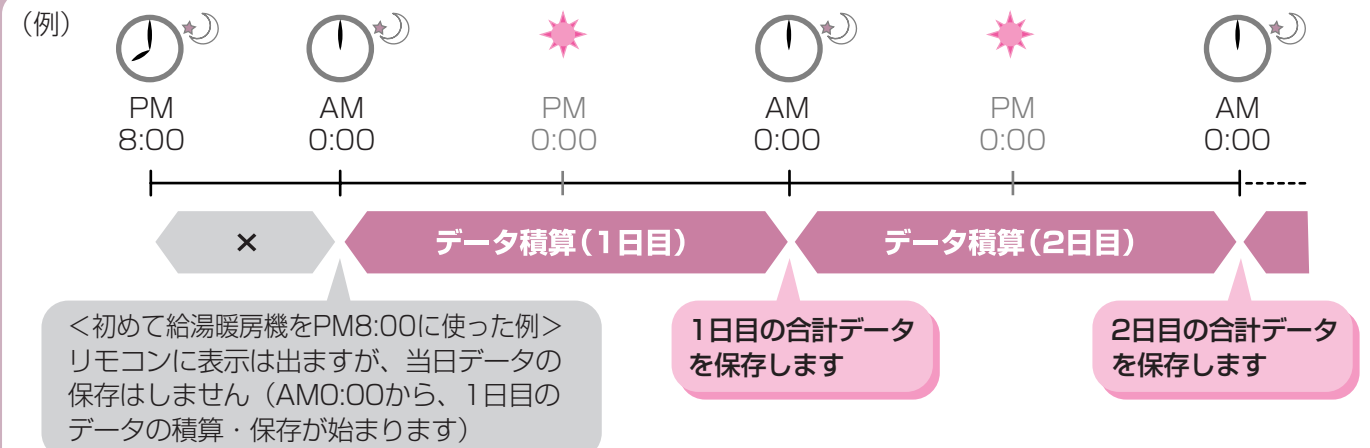 （例）
PM
8:00
AM
0:00
PM
0:00
AM
0:00
PM
0:00
AM
0:00
×
データ積算（1日目）
データ積算（2日目）
＜初めて給湯暖房機をPM8:00に使った例＞
リモコンに表示は出ますが、当日データの
保存はしません（AM0:00から、1日目の
データの積算・保存が始まります）
1日目の合計データ
を保存します
2日目の合計データ
を保存します